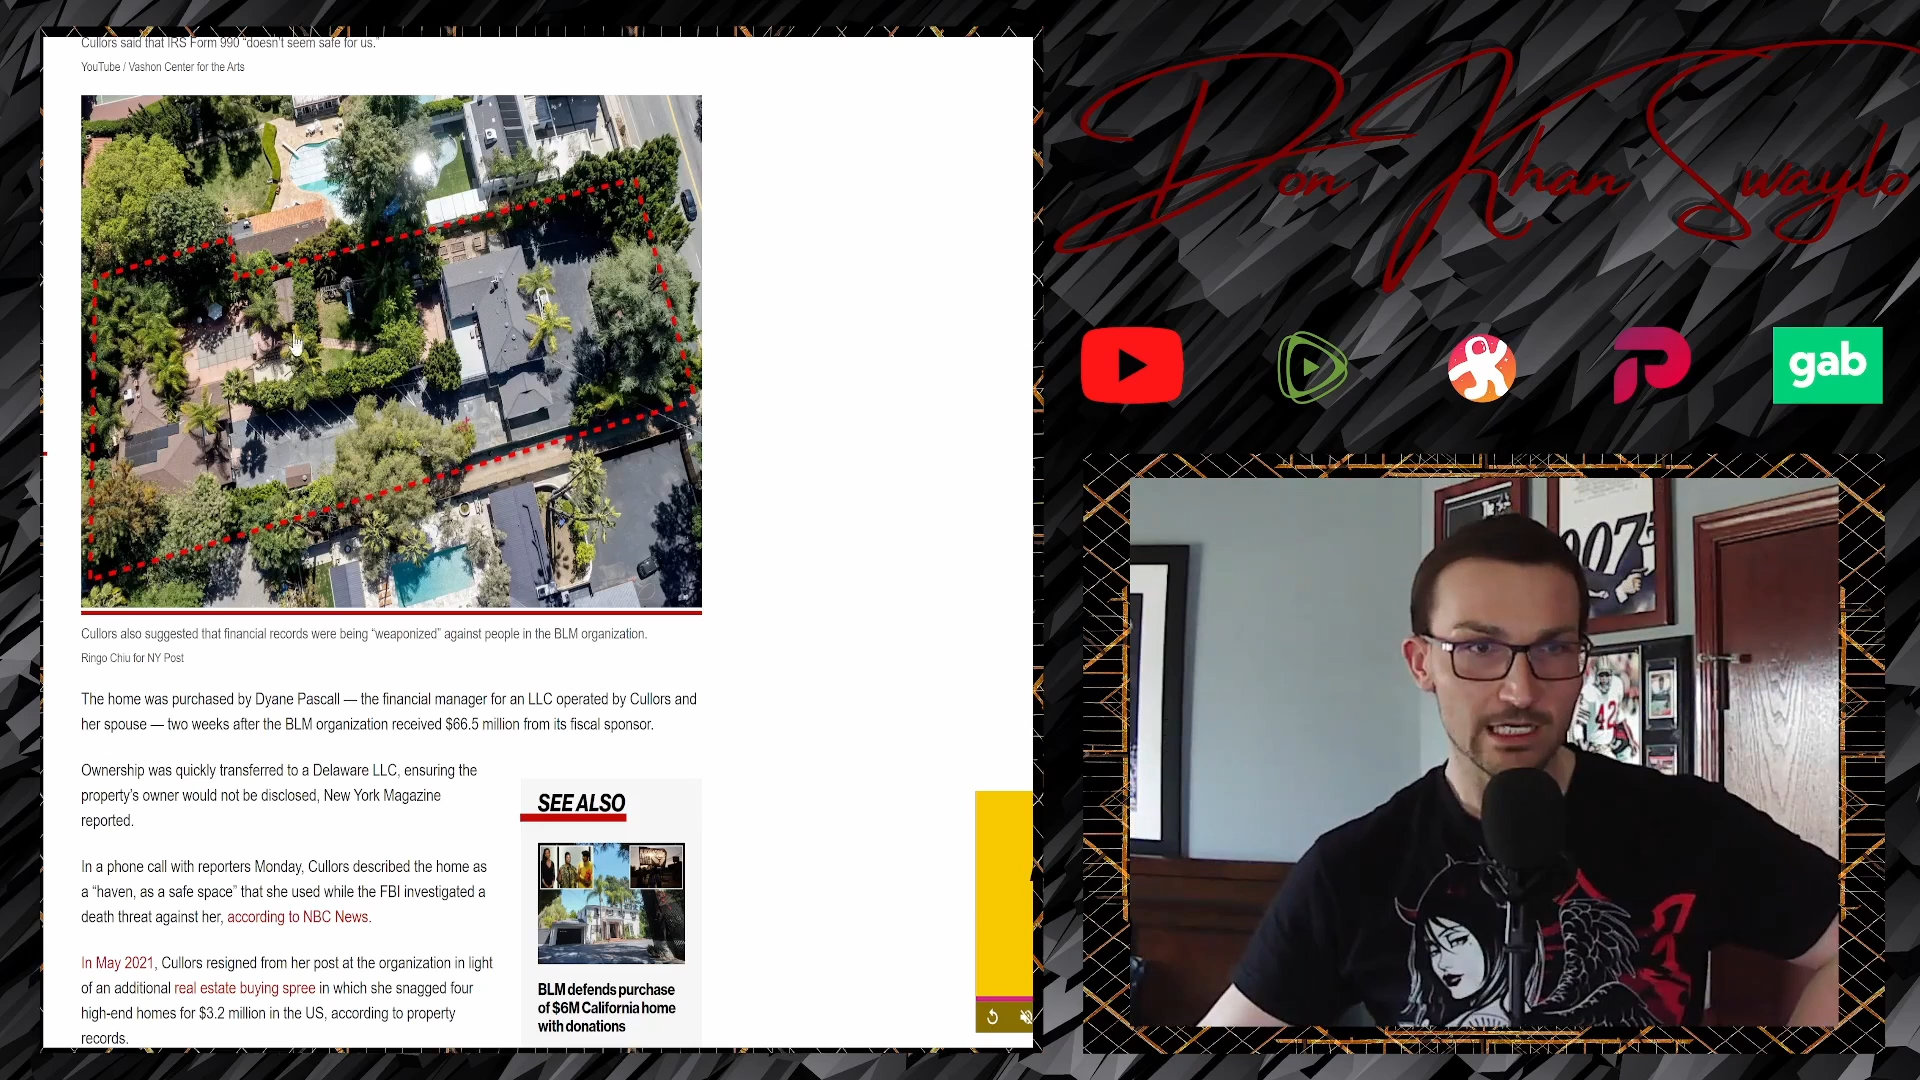 Cullors said that IRS Form 990 “doesn’t seem safe for us.”
YouTube / Vashon Center for the Arts
Cullors also suggested that financial records were being “weaponized” against people in the BLM organization.
Ringo Chiu for NY Post
The home was purchased by Dyane Pascall — the financial manager for an LLC operated by Cullors and
her spouse — two weeks after the BLM organization received $66.5 million from its fiscal sponsor.
Ownership was quickly transferred to a Delaware LLC, ensuring the
property’s owner would not be disclosed, New York Magazine
reported.
In a phone call with reporters Monday, Cullors described the home as
a “haven, as a safe space” that she used while the FBI investigated a
death threat against her, according to NBC News.
In May 2021, Cullors resigned from her post at the organization in light
of an additional real estate buying spree in which she snagged four
high-end homes for $3.2 million in the US, according to property
records.
SEE ALSO
BLM defends purchase
of $6M California home
with donations
Don Khan Swaylo
gab
007
42